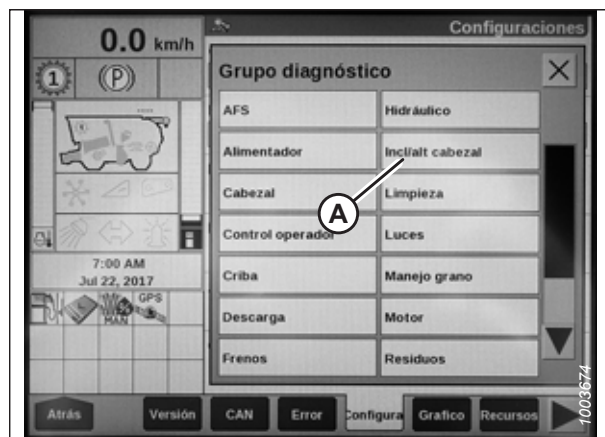 0.0 km/h
Configuraciones
1
(P)
Grupo diagnóstico
AFS
Hidráulico
Alimentador
Incl/alt cabezal
Cabezal
Limpieza
A
Control operador
Luces
7:00 AM
Jul 22, 2017
Criba
Manejo grano
GPS
MAN
Descarga
Motor
Frenos
Residuos
Atrás
Versión
CAN
Error
Configura
Grafico
Recursos
1003674